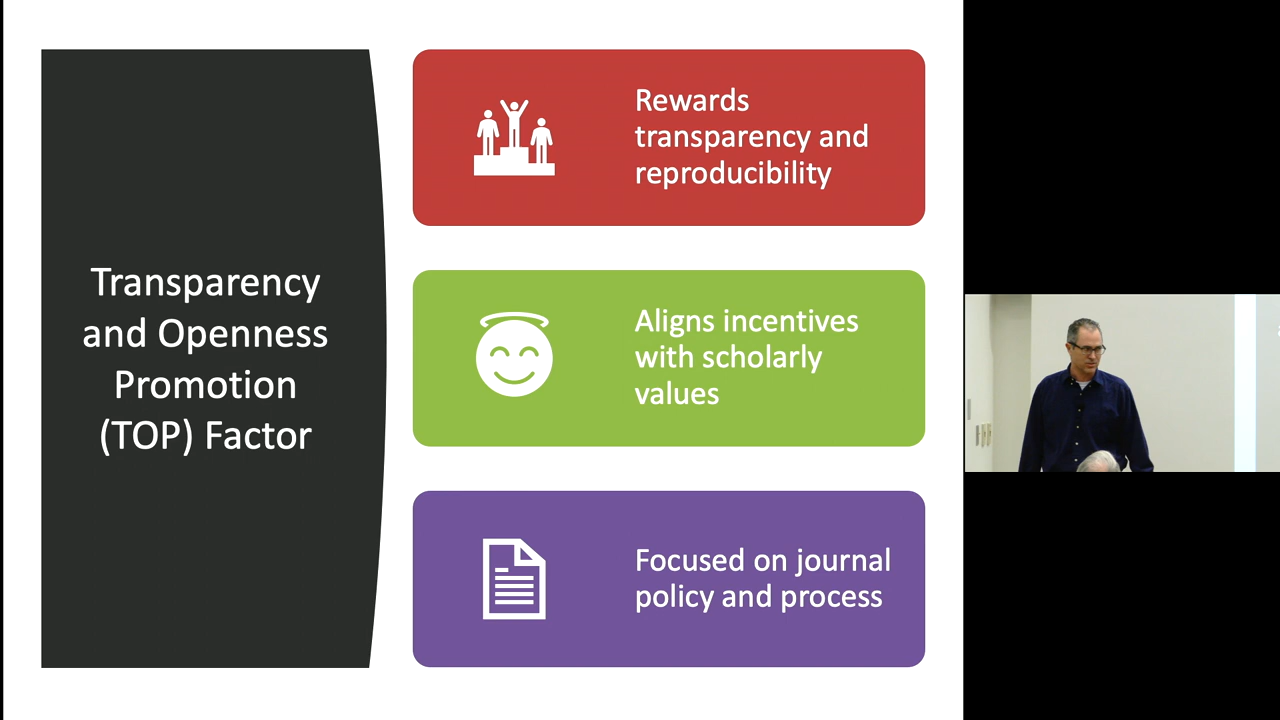 Transparency
and Openness
Promotion
(TOP) Factor
Rewards
transparency and
reproducibility
Aligns incentives
with scholarly
values
Focused on journal
policy and process